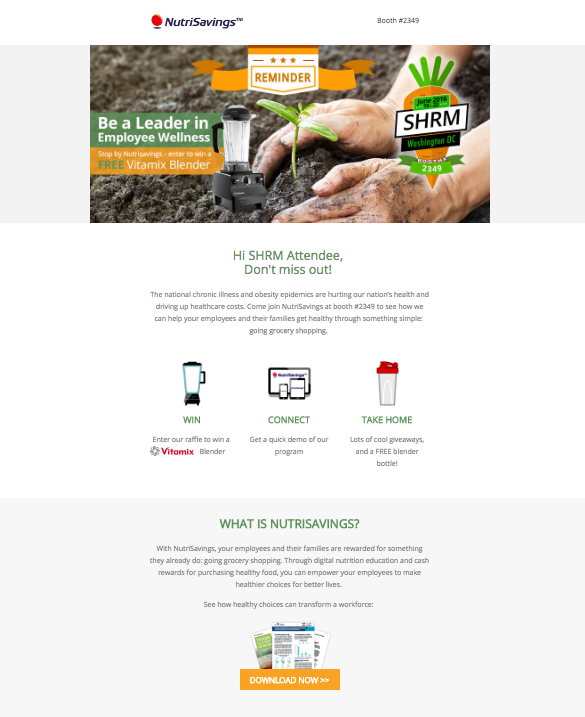 NutriSavings™
Booth #2349
★ ★ ★
REMINDER
Be a Leader in
Employee Wellness
Stop by Nutrisavings - enter to win a
FREE Vitamix Blender
June 2016
SHRM
Washington DC
BOOTH#
2349
Hi SHRM Attendee,
Don't miss out!
The national chronic illness and obesity epidemics are hurting our nation's health and
driving up healthcare costs. Come join NutriSavings at booth #2349 to see how we
can help your employees and their families get healthy through something simple:
going grocery shopping.
NutriSavings™
WIN
CONNECT
TAKE HOME
Enter our raffle to win a
Vitamix Blender
Get a quick demo of our
program
Lots of cool giveaways,
and a FREE blender
bottle!
WHAT IS NUTRISAVINGS?
With NutriSavings, your employees and their families are rewarded for something
they already do: going grocery shopping. Through digital nutrition education and cash
rewards for purchasing healthy food, you can empower your employees to make
healthier choices for better lives.
See how healthy choices can transform a workforce:
DOWNLOAD NOW >>